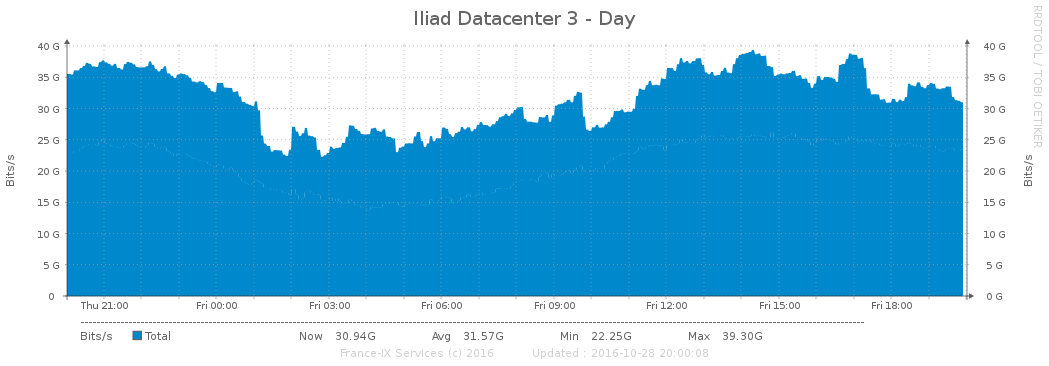 Iliad Datacenter 3 - Day
RRDTOOL / TOBI OETIKER
Bits/s
Bits/s
40 G 40 G
35 G 35 G
30 G 30 G
25 G 25 G
20 G 20 G
15 G 15 G
10 G 10 G
5 G 5 G
0 0 G
Thu 21:00 Fri 00:00 Fri 03:00 Fri 06:00 Fri 09:00 Fri 12:00 Fri 15:00 Fri 18:00
Bits/s Total Now 30.94G Avg 31.57G Min 22.25G Max 39.30G
France-IX Services (c) 2016 Updated : 2016-10-28 20:00:08